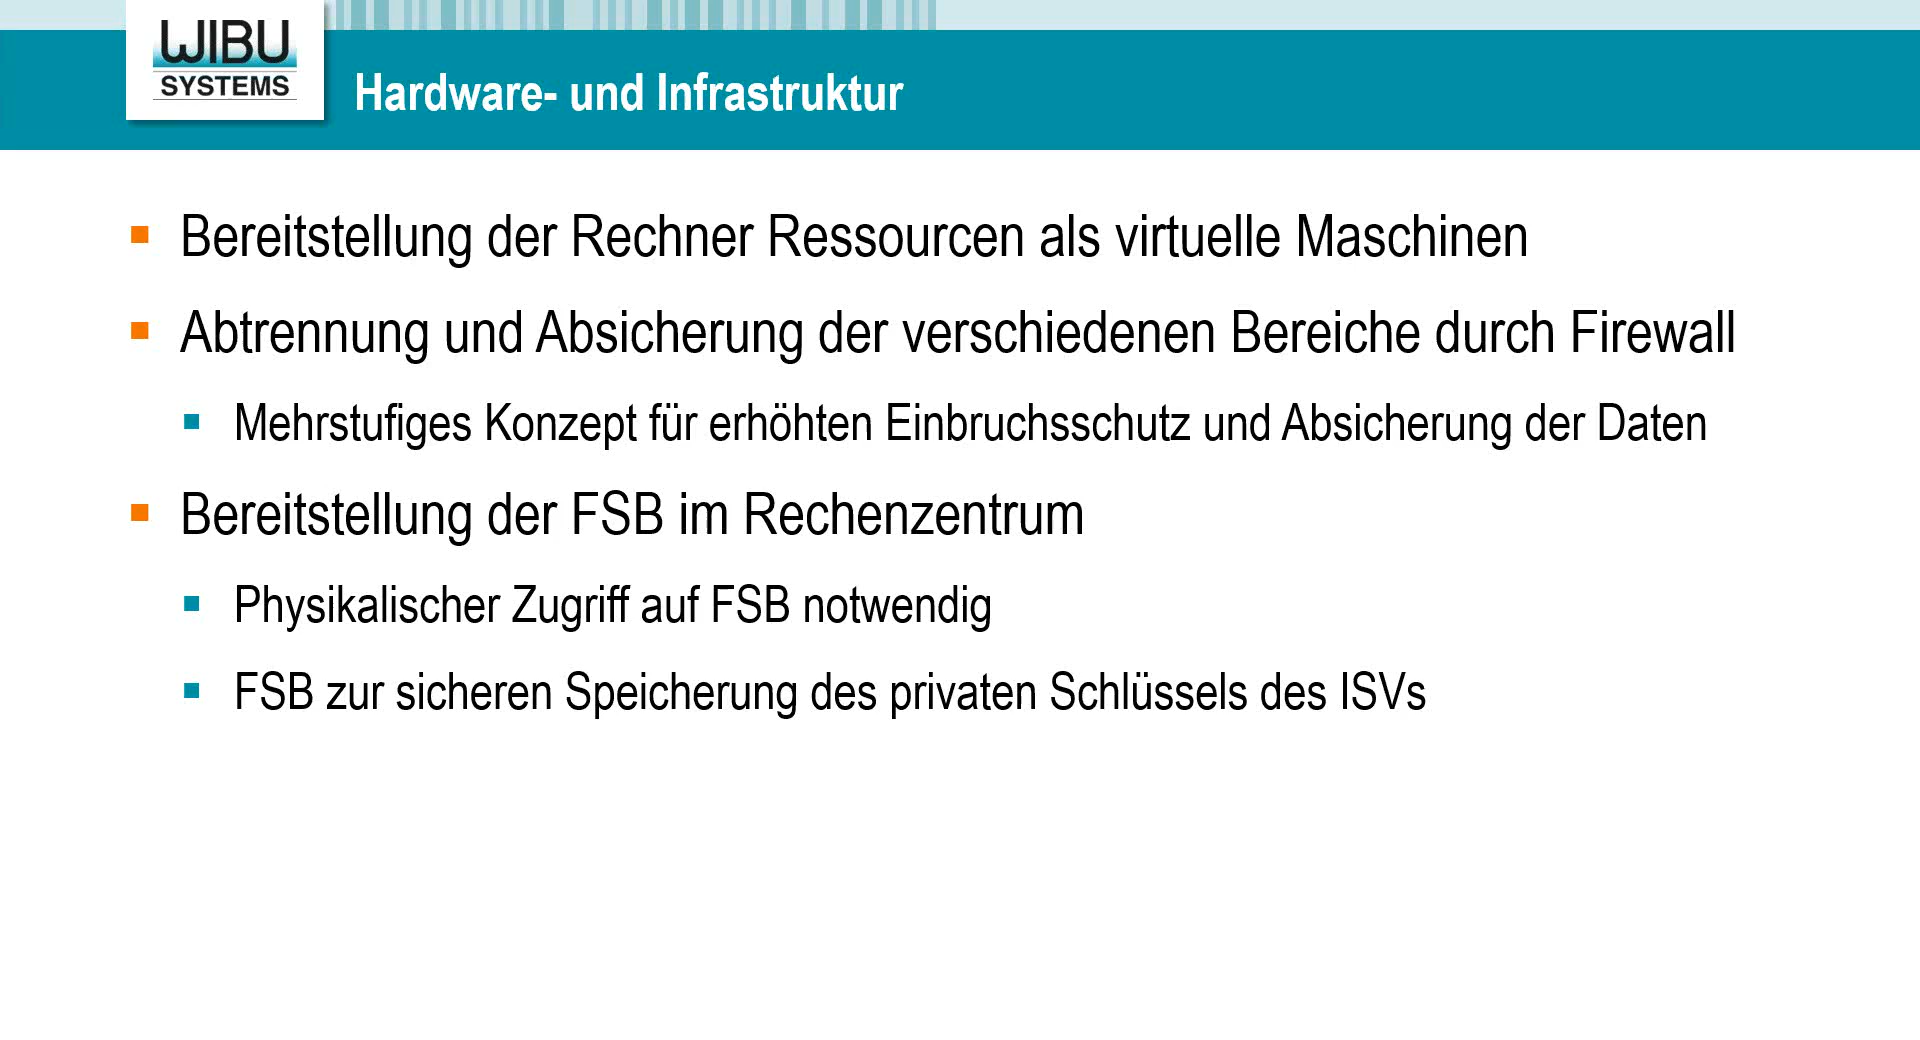 WIBU
SYSTEMS
Hardware- und Infrastruktur
Bereitstellung der Rechner Ressourcen als virtuelle Maschinen
Abtrennung und Absicherung der verschiedenen Bereiche durch Firewall
Mehrstufiges Konzept für erhöhten Einbruchsschutz und Absicherung der Daten
Bereitstellung der FSB im Rechenzentrum
Physikalischer Zugriff auf FSB notwendig
FSB zur sicheren Speicherung des privaten Schlüssels des ISVs